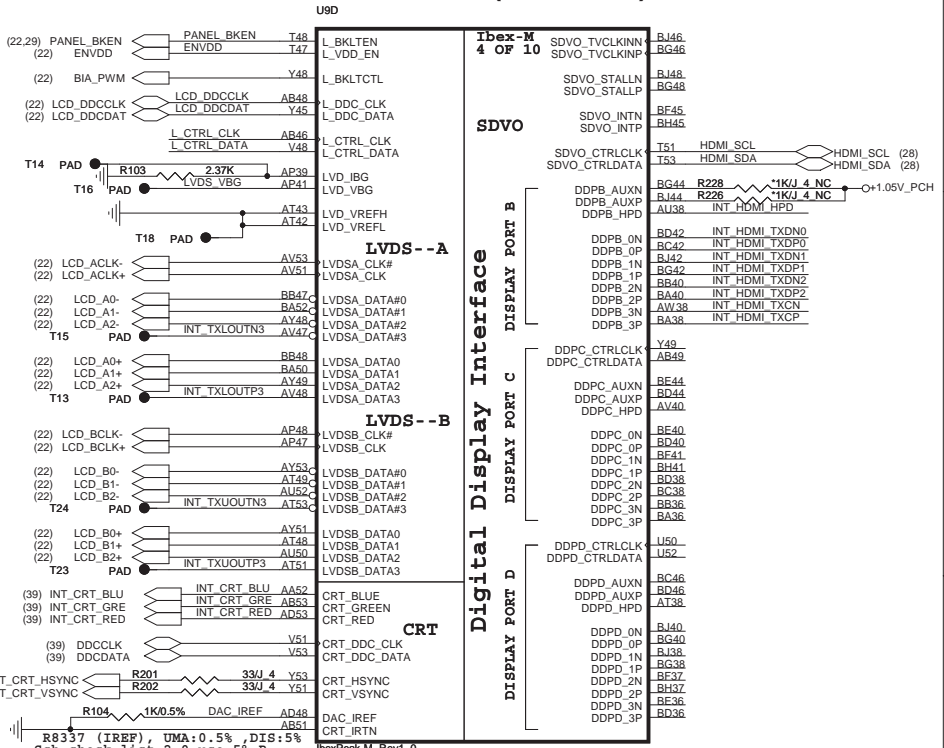 U9D
Ibex-M
4 OF 10
(22,29) PANEL_BKEN PANEL_BKEN T48 L_BKLTEN
(22) ENVDD ENVDD T47 L_VDD_EN
(22) BIA_PWM Y48 L_BKLTCTL
(22) LCD_DDCCLK LCD_DDCCLK AB48 L_DDC_CLK
(22) LCD_DDCDAT LCD_DDCDAT Y45 L_DDC_DATA
L_CTRL_CLK AB46 L_CTRL_CLK
L_CTRL_DATA V48 L_CTRL_DATA
T14 PAD
R103 2.37K AP39 LVD_IBG
T16 PAD LVDS_VBG AP41 LVD_VBG
AT43 LVD_VREFH
AT42 LVD_VREFL
T18 PAD
LVDS--A
(22) LCD_ACLK- AV53 LVDSA_CLK#
(22) LCD_ACLK+ AV51 LVDSA_CLK
(22) LCD_A0- BB47 LVDSA_DATA#0
(22) LCD_A1- BA52 LVDSA_DATA#1
(22) LCD_A2- AY48 LVDSA_DATA#2
T15 PAD INT_TXLOUTN3 AV47 LVDSA_DATA#3
(22) LCD_A0+ BB48 LVDSA_DATA0
(22) LCD_A1+ BA50 LVDSA_DATA1
(22) LCD_A2+ AY49 LVDSA_DATA2
T13 PAD INT_TXLOUTP3 AV48 LVDSA_DATA3
LVDS--B
(22) LCD_BCLK- AP48 LVDSB_CLK#
(22) LCD_BCLK+ AP47 LVDSB_CLK
(22) LCD_B0- AY53 LVDSB_DATA#0
(22) LCD_B1- AT49 LVDSB_DATA#1
(22) LCD_B2- AU52 LVDSB_DATA#2
T24 PAD INT_TXUOUTN3 AT53 LVDSB_DATA#3
(22) LCD_B0+ AY51 LVDSB_DATA0
(22) LCD_B1+ AT48 LVDSB_DATA1
(22) LCD_B2+ AU50 LVDSB_DATA2
T23 PAD INT_TXUOUTP3 AT51 LVDSB_DATA3
(39) INT_CRT_BLU INT_CRT_BLU AA52 CRT_BLUE
(39) INT_CRT_GRE INT_CRT_GRE AB53 CRT_GREEN
(39) INT_CRT_RED INT_CRT_RED AD53 CRT_RED
CRT
(39) DDCCLK V51 CRT_DDC_CLK
(39) DDCDATA V53 CRT_DDC_DATA
T_CRT_HSYNC R201 33/J_4 Y53 CRT_HSYNC
T_CRT_VSYNC R202 33/J_4 Y51 CRT_VSYNC
R104 1K/0.5% DAC_IREF AD48 DAC_IREF
AB51 CRT_IRTN
R8337 (IREF), UMA:0.5% ,DIS:5%
IbexPeak-M_Rev1_0
Digital Display Interface
SDVO
SDVO_TVCLKINN BJ46
SDVO_TVCLKINP BG46
SDVO_STALLN BJ48
SDVO_STALLP BG48
SDVO_INTN BF45
SDVO_INTP BH45
SDVO_CTRLCLK T51 HDMI_SCL HDMI_SCL (28)
SDVO_CTRLDATA T53 HDMI_SDA HDMI_SDA (28)
DISPLAY PORT B
DDPB_AUXN BG44 R228 *1K/J_4_NC
+1.05V_PCH
DDPB_AUXP BJ44 R226 *1K/J_4_NC
DDPB_HPD AU38 INT_HDMI_HPD
DDPB_0N BD42 INT_HDMI_TXDN0
DDPB_0P BC42 INT_HDMI_TXDP0
DDPB_1N BJ42 INT_HDMI_TXDN1
DDPB_1P BG42 INT_HDMI_TXDP1
DDPB_2N BB40 INT_HDMI_TXDN2
DDPB_2P BA40 INT_HDMI_TXDP2
DDPB_3N AW38 INT_HDMI_TXCN
DDPB_3P BA38 INT_HDMI_TXCP
DISPLAY PORT C
DDPC_CTRLCLK Y49
DDPC_CTRLDATA AB49
DDPC_AUXN BE44
DDPC_AUXP BD44
DDPC_HPD AV40
DDPC_0N BE40
DDPC_0P BD40
DDPC_1N BF41
DDPC_1P BH41
DDPC_2N BD38
DDPC_2P BC38
DDPC_3N BB36
DDPC_3P BA36
DISPLAY PORT D
DDPD_CTRLCLK U50
DDPD_CTRLDATA U52
DDPD_AUXN BC46
DDPD_AUXP BD46
DDPD_HPD AT38
DDPD_0N BJ40
DDPD_0P BG40
DDPD_1N BJ38
DDPD_1P BG38
DDPD_2N BF37
DDPD_2P BH37
DDPD_3N BE36
DDPD_3P BD36